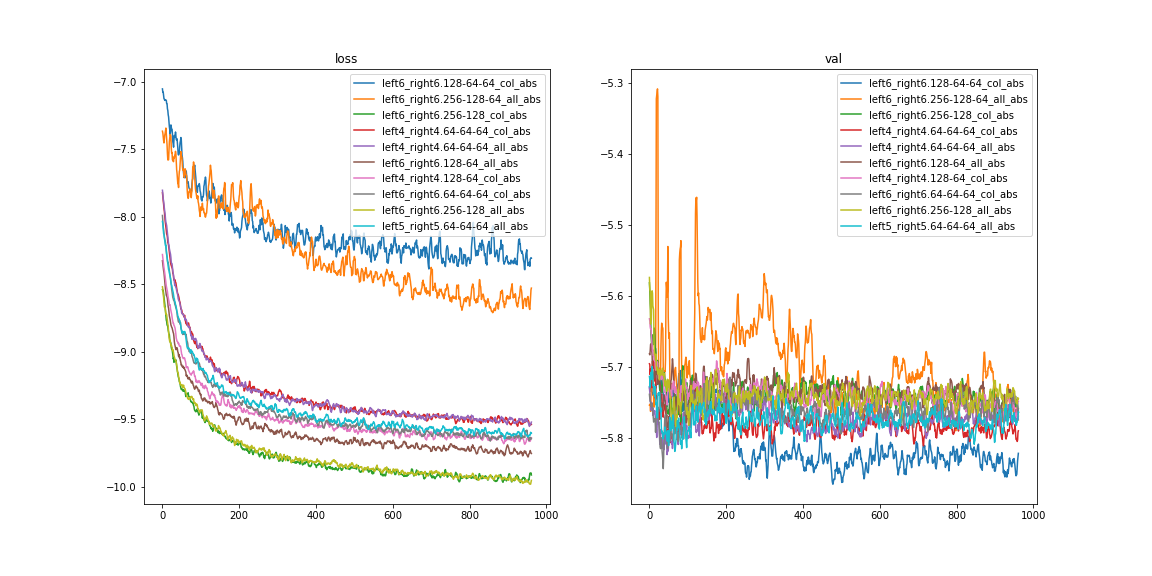 loss
−7.0
−7.5
−8.0
−8.5
−9.0
−9.5
−10.0
0
200
400
600
800
1000
left6_right6.128-64-64_col_abs
left6_right6.256-128-64_all_abs
left6_right6.256-128_col_abs
left4_right4.64-64-64_col_abs
left4_right4.64-64-64_all_abs
left6_right6.128-64_all_abs
left4_right4.128-64_col_abs
left6_right6.64-64-64_col_abs
left6_right6.256-128_all_abs
left5_right5.64-64-64_all_abs
val
−5.3
−5.4
−5.5
−5.6
−5.7
−5.8
0
200
400
600
800
1000
left6_right6.128-64-64_col_abs
left6_right6.256-128-64_all_abs
left6_right6.256-128_col_abs
left4_right4.64-64-64_col_abs
left4_right4.64-64-64_all_abs
left6_right6.128-64_all_abs
left4_right4.128-64_col_abs
left6_right6.64-64-64_col_abs
left6_right6.256-128_all_abs
left5_right5.64-64-64_all_abs